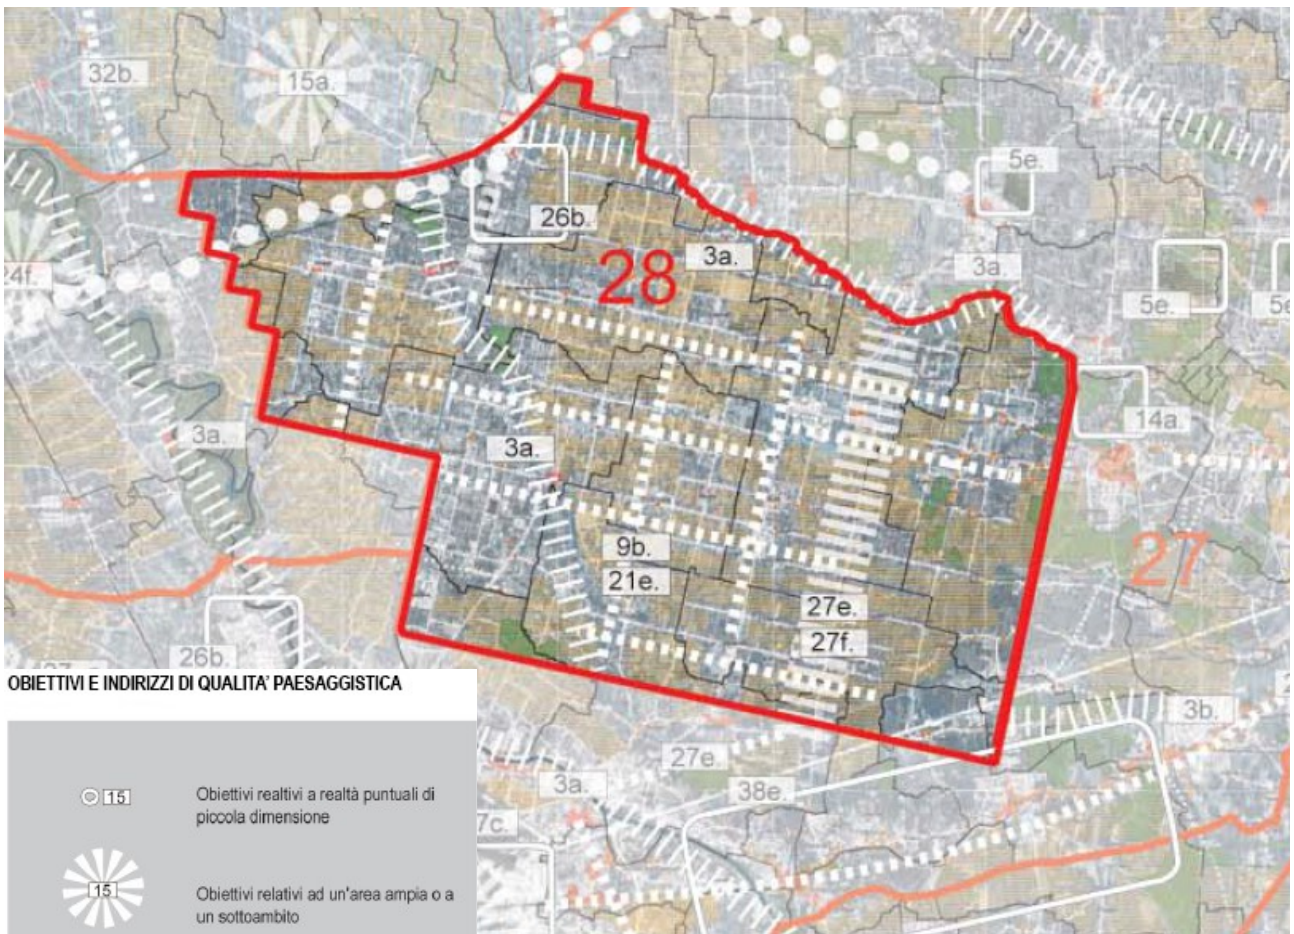 32b.
15a.
5e.
26b.
3a.
28
3a.
24f.
5e.
5e
3a.
14a.
3a.
9b.
21e.
27
27e.
27f.
26b.
3b.
27e.
38e.
3a.
7c.
OBIETTIVI E INDIRIZZI DI QUALITA' PAESAGGISTICA
15
Obiettivi realtivi a realtà puntuali di
piccola dimensione
15
Obiettivi relativi ad un'area ampia o a
un sottoambito